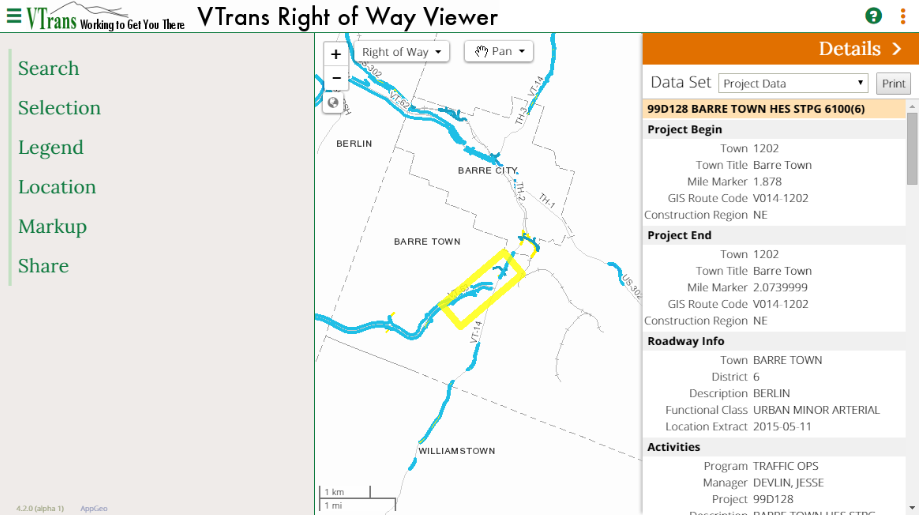 VTrans Working to Get You There
VTrans Right of Way Viewer
?
Search
Selection
Legend
Location
Markup
Share
4.2.0 (alpha 1) AppGeo
+
−
Right of Way
Pan
US-302
VT-62
VT-14
TH-3
BERLIN
BARRE CITY
TH-2
TH-1
BARRE TOWN
US-302
VT-14
WILLIAMSTOWN
1 km
1 mi
Details
Data Set Project Data Print
99D128 BARRE TOWN HES STPG 6100(6)
Project Begin
Town 1202
Town Title Barre Town
Mile Marker 1.878
GIS Route Code V014-1202
Construction Region NE
Project End
Town 1202
Town Title Barre Town
Mile Marker 2.0739999
GIS Route Code V014-1202
Construction Region NE
Roadway Info
Town BARRE TOWN
District 6
Description BERLIN
Functional Class URBAN MINOR ARTERIAL
Location Extract 2015-05-11
Activities
Program TRAFFIC OPS
Manager DEVLIN, JESSE
Project 99D128
Description BARRE TOWN HES STPG